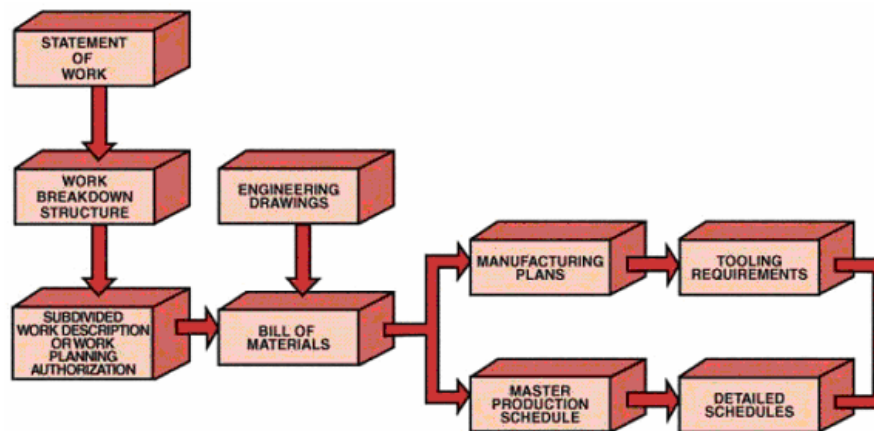 STATEMENT
OF
WORK
WORK
BREAKDOWN
STRUCTURE
ENGINEERING
DRAWINGS
MANUFACTURING
PLANS
TOOLING
REQUIREMENTS
SUBDIVIDED
WORK DESCRIPTION
OR WORK
PLANNING
AUTHORIZATION
BILL OF
MATERIALS
MASTER
PRODUCTION
SCHEDULE
DETAILED
SCHEDULES